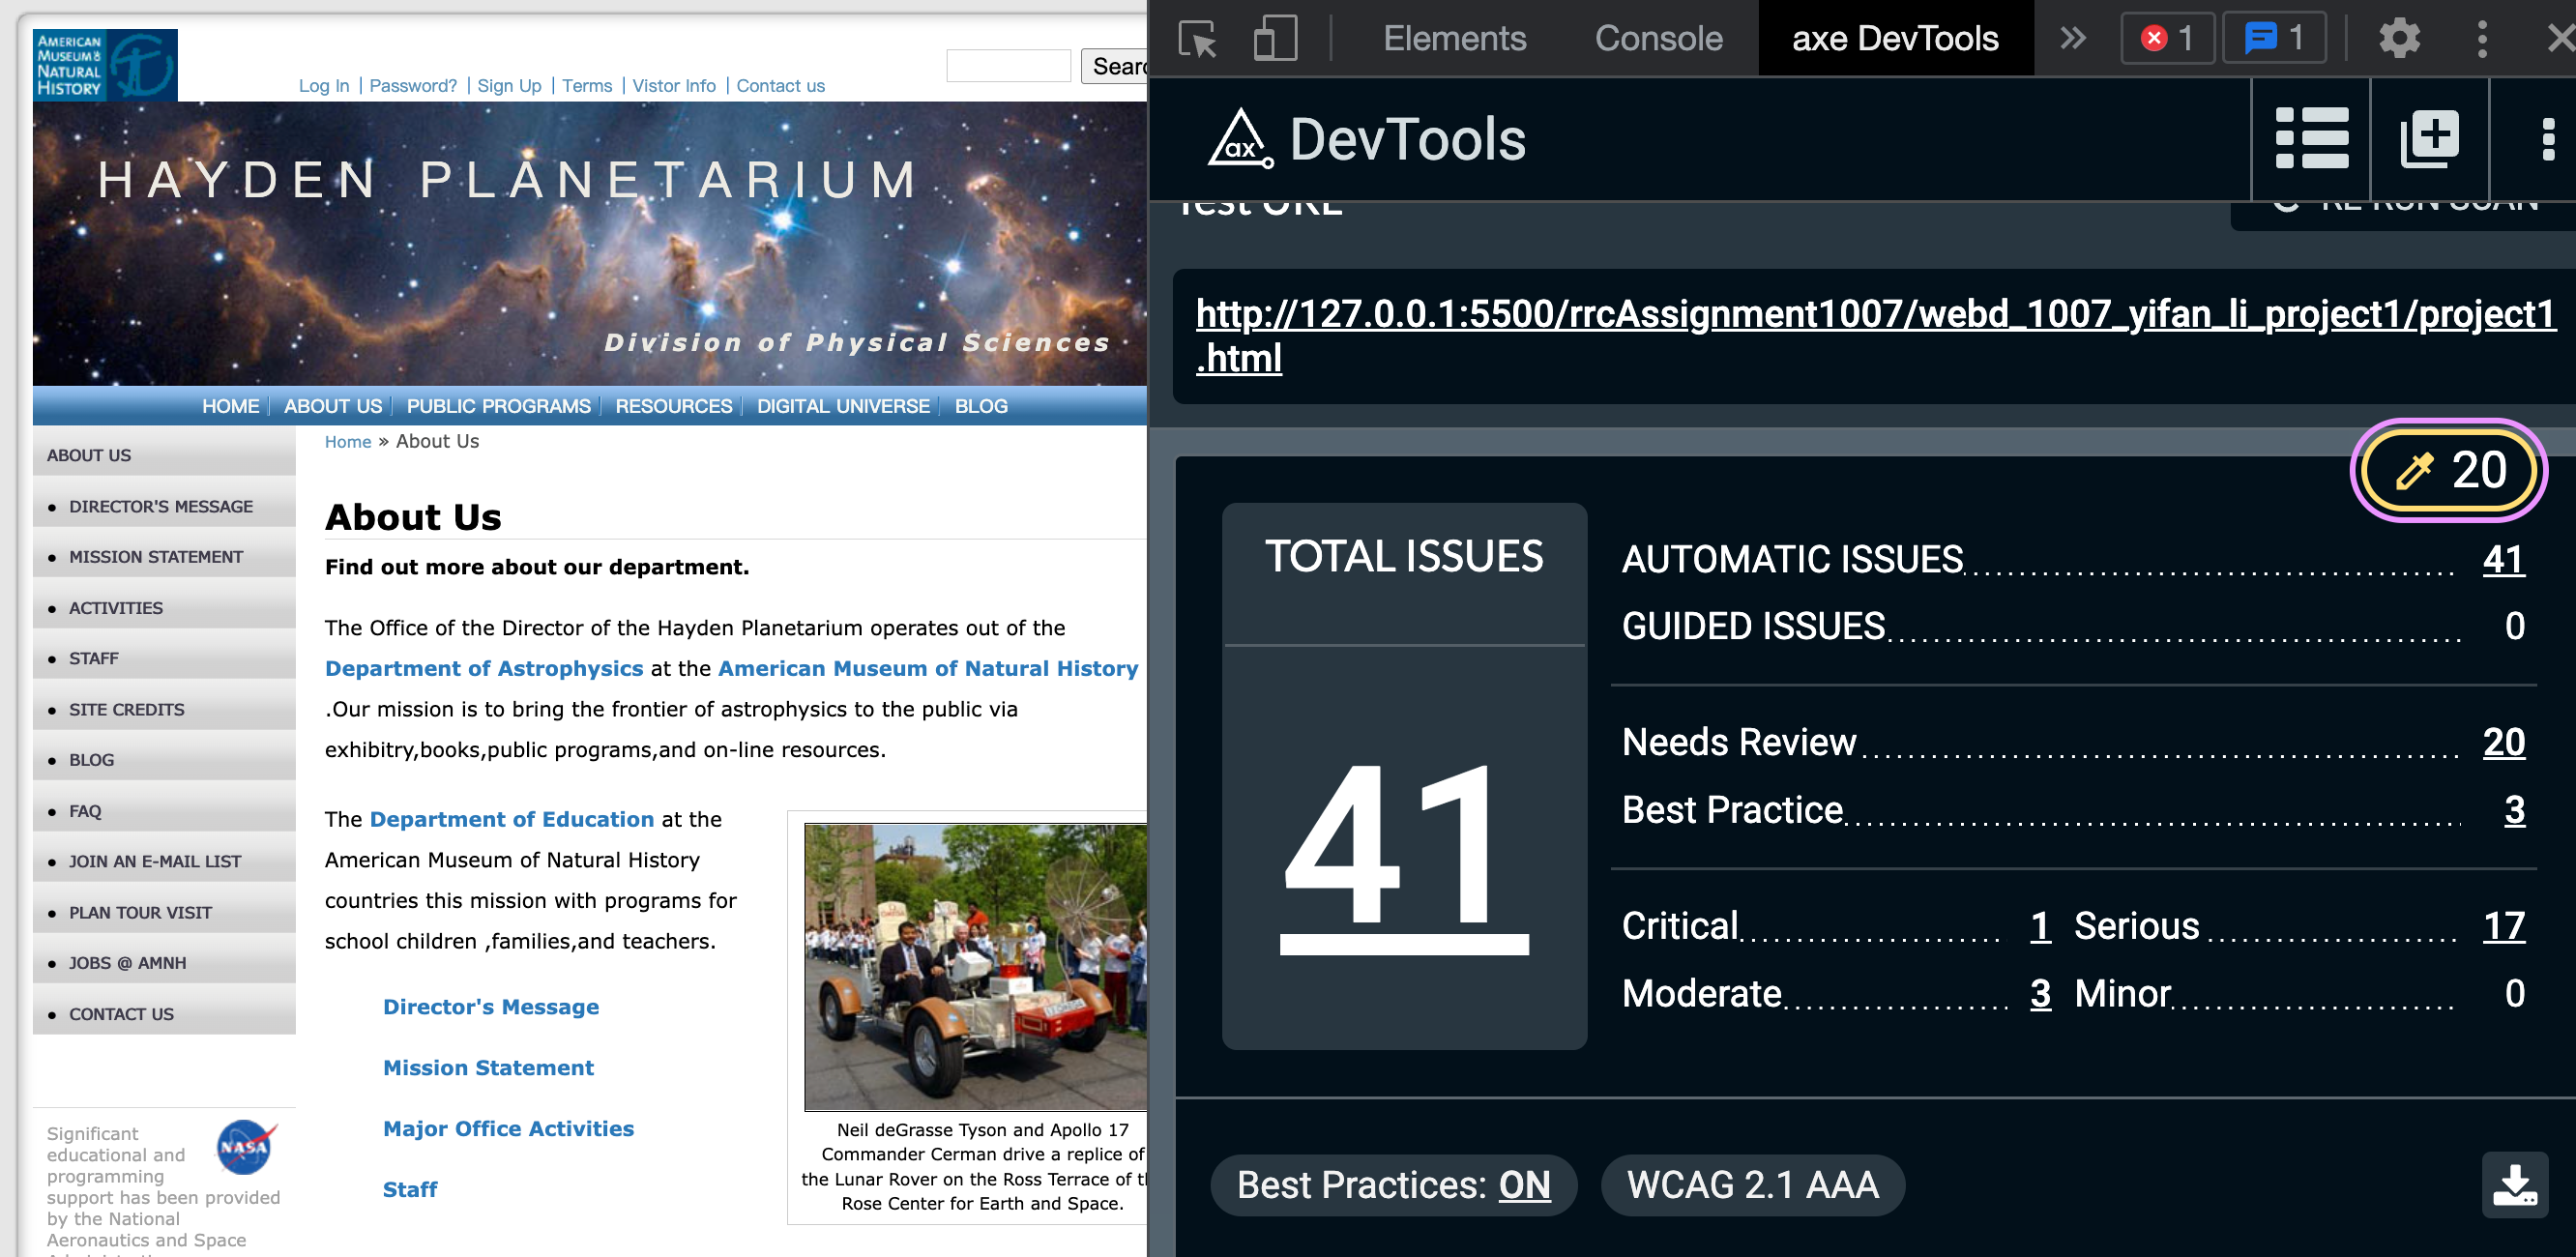 AMERICAN
MUSEUM &
NATURAL
HISTORY
Log In | Password? | Sign Up | Terms | Vistor Info | Contact us
HAYDEN PLANETARIUM
Division of Physical Sciences
HOME ABOUT US PUBLIC PROGRAMS RESOURCES DIGITAL UNIVERSE BLOG
ABOUT US
• DIRECTOR'S MESSAGE
• MISSION STATEMENT
• ACTIVITIES
• STAFF
• SITE CREDITS
• BLOG
• FAQ
• JOIN AN E-MAIL LIST
• PLAN TOUR VISIT
• JOBS @ AMNH
• CONTACT US
Significant
educational and
programming
support has been provided
by the National
Aeronautics and Space
NASA
Home » About Us
About Us
Find out more about our department.
The Office of the Director of the Hayden Planetarium operates out of the
Department of Astrophysics at the American Museum of Natural History
.Our mission is to bring the frontier of astrophysics to the public via
exhibitry,books,public programs,and on-line resources.
The Department of Education at the
American Museum of Natural History
countries this mission with programs for
school children ,families,and teachers.
Director's Message
Mission Statement
Major Office Activities
Staff
Neil deGrasse Tyson and Apollo 17
Commander Cerman drive a replice of
the Lunar Rover on the Ross Terrace of
Rose Center for Earth and Space.
Elements Console axe DevTools » 1 1
ax DevTools
Test URL
RE-RUN SCAN
http://127.0.0.1:5500/rrcAssignment1007/webd_1007_yifan_li_project1/project1
.html
20
TOTAL ISSUES
41
AUTOMATIC ISSUES 41
GUIDED ISSUES 0
Needs Review 20
Best Practice 3
Critical 1 Serious 17
Moderate 3 Minor 0
Best Practices: ON WCAG 2.1 AAA